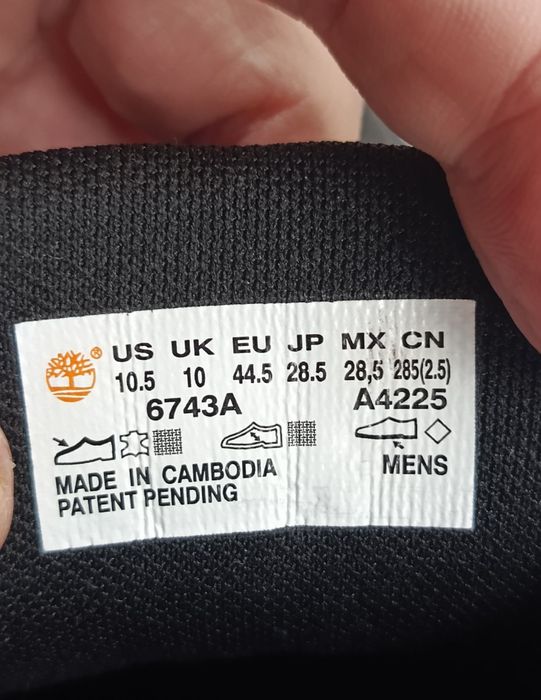 ® US UK EU JP MX CN
10.5 10 44.5 28.5 28,5 285(2.5)
6743A A4225
MADE IN CAMBODIA MENS
PATENT PENDING